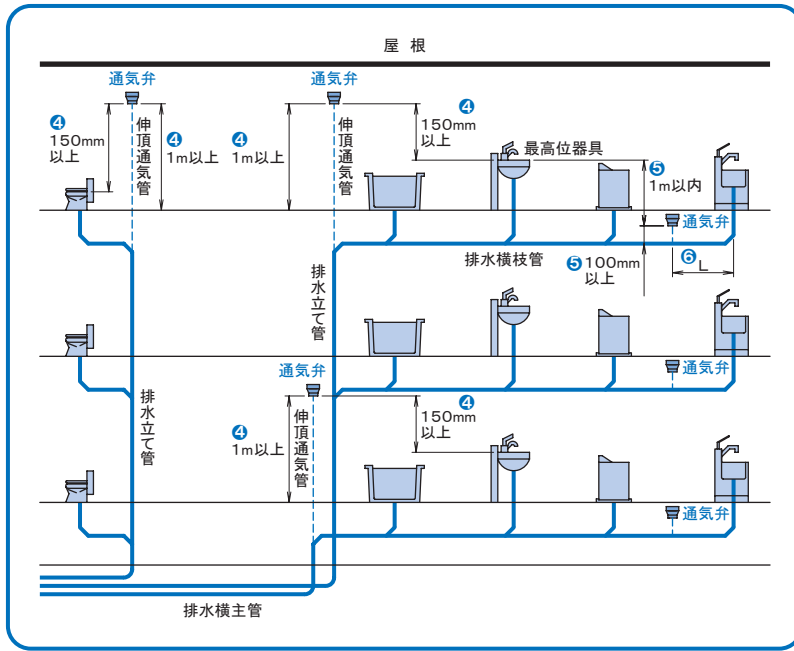 屋根
通気弁
通気弁
❹
150mm
以上
伸頂通気管
❹
1m以上
❹
1m以上
伸頂通気管
❹
150mm
以上
最高位器具
❺
1m以内
通気弁
排水横枝管
❺100mm
以上
❻
L
排水立て管
通気弁
通気弁
排水立て管
❹
1m以上
伸頂通気管
❹
150mm
以上
通気弁
排水横主管